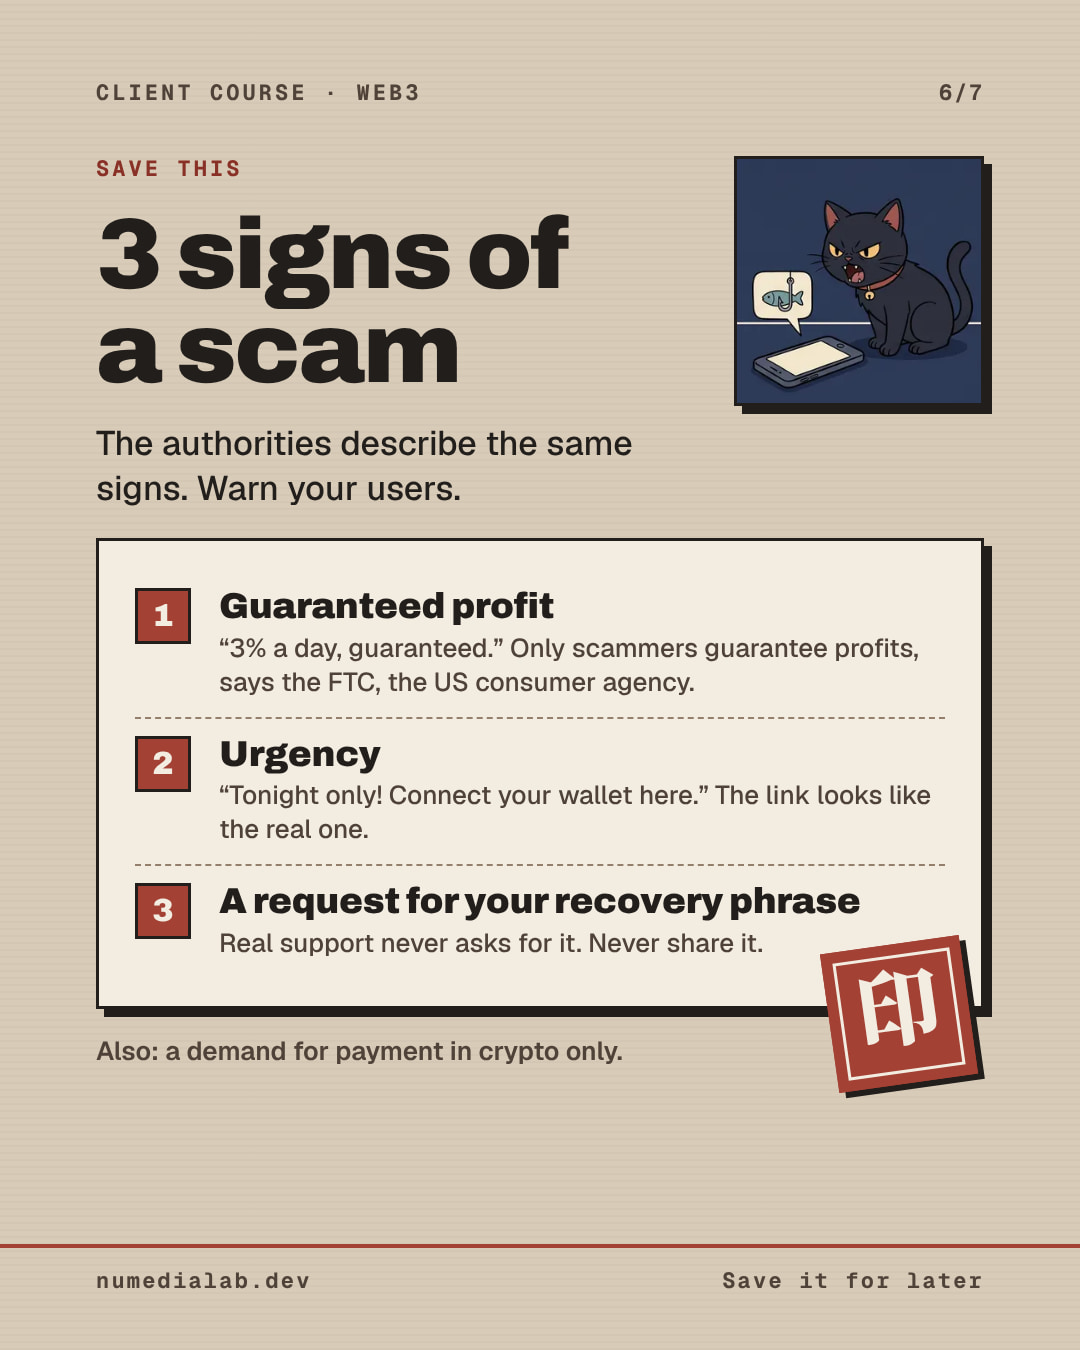 CLIENT COURSE · WEB3
6/7
SAVE THIS
3 signs of
a scam
The authorities describe the same
signs. Warn your users.
1
Guaranteed profit
“3% a day, guaranteed.” Only scammers guarantee profits,
says the FTC, the US consumer agency.
2
Urgency
“Tonight only! Connect your wallet here.” The link looks like
the real one.
3
A request for your recovery phrase
Real support never asks for it. Never share it.
印
Also: a demand for payment in crypto only.
numedialab.dev
Save it for later